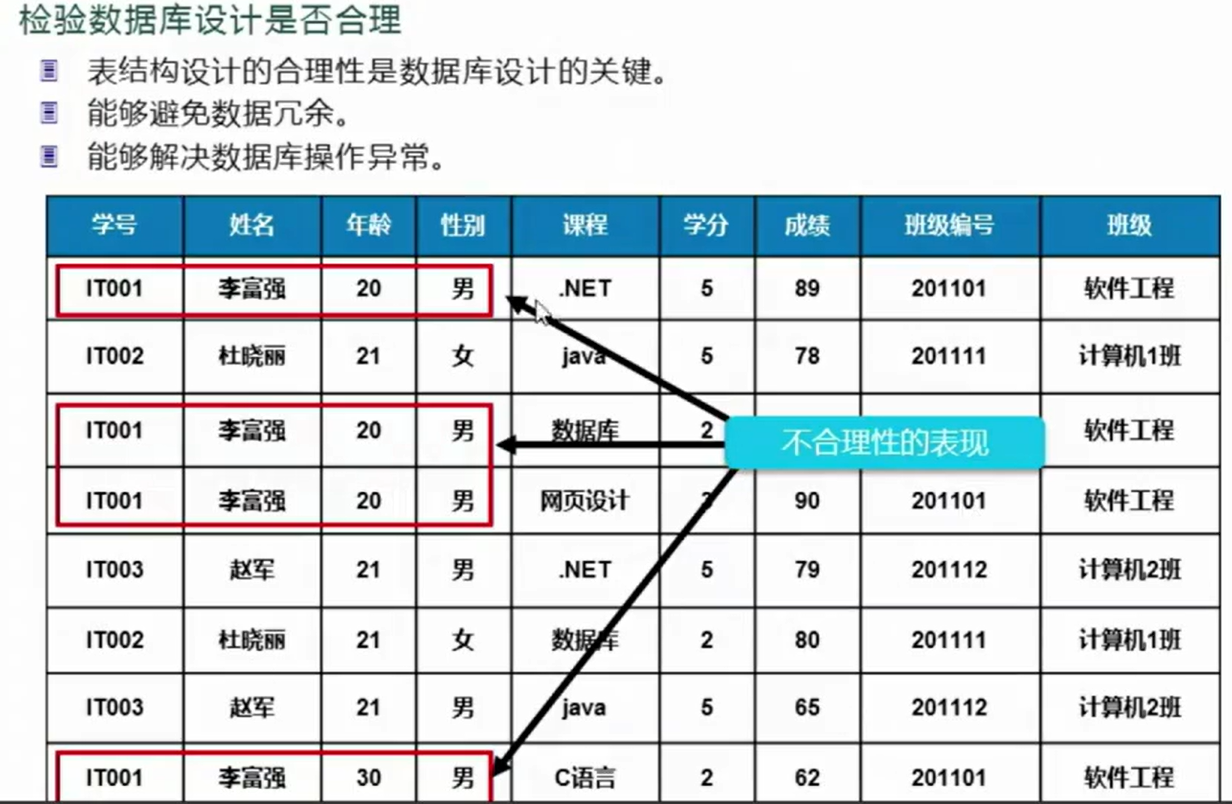 检验数据库设计是否合理
表结构设计的合理性是数据库设计的关键。
能够避免数据冗余。
能够解决数据库操作异常。
学号 姓名 年龄 性别 课程 学分 成绩 班级编号 班级
IT001 李富强 20 男 .NET 5 89 201101 软件工程
IT002 杜晓丽 21 女 java 5 78 201111 计算机1班
IT001 李富强 20 男 数据库 2 软件工程
不合理性的表现
IT001 李富强 20 男 网页设计 90 201101 软件工程
IT003 赵军 21 男 .NET 5 79 201112 计算机2班
IT002 杜晓丽 21 女 数据库 2 80 201111 计算机1班
IT003 赵军 21 男 java 5 65 201112 计算机2班
IT001 李富强 30 男 C语言 2 62 201101 软件工程